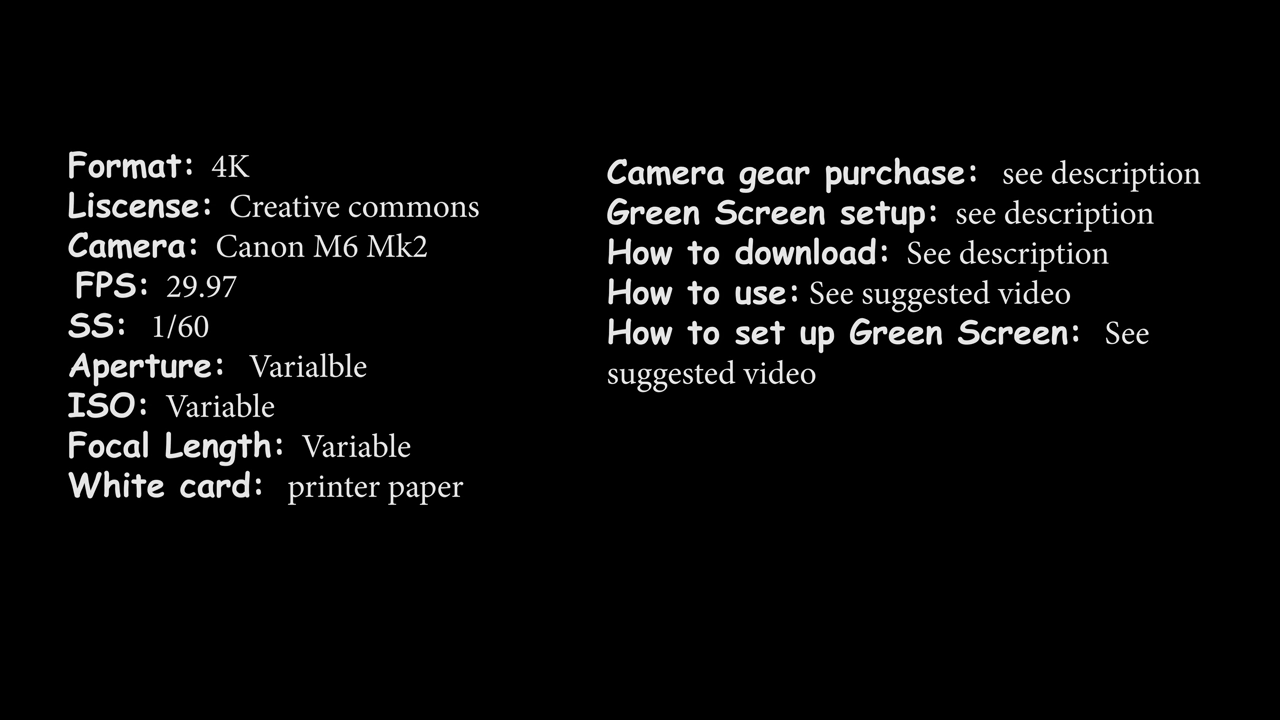 Format: 4K
Liscense: Creative commons
Camera: Canon M6 Mk2
FPS: 29.97
SS: 1/60
Aperture: Varialble
ISO: Variable
Focal Length: Variable
White card: printer paper
Camera gear purchase: see description
Green Screen setup: see description
How to download: See description
How to use: See suggested video
How to set up Green Screen: See
suggested video